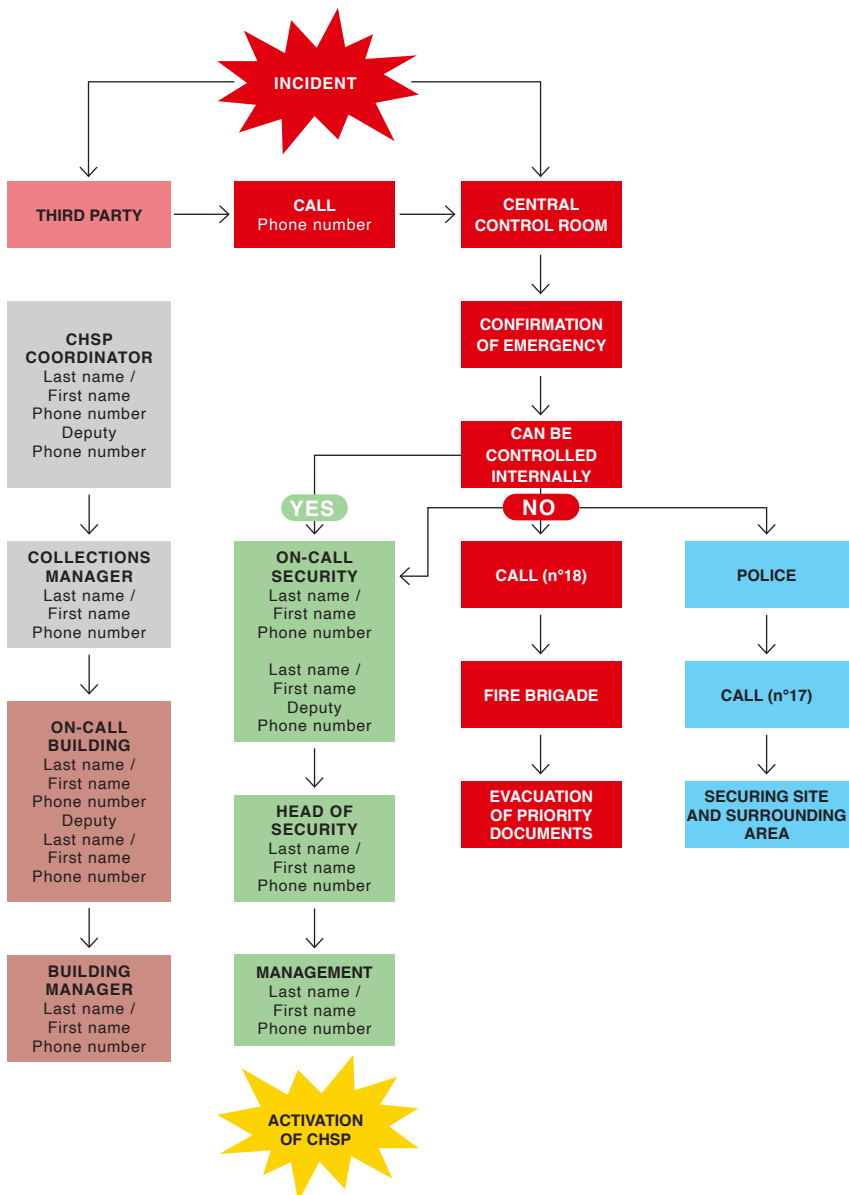 INCIDENT
THIRD PARTY
CALL
Phone number
CENTRAL
CONTROL ROOM
CONFIRMATION
OF EMERGENCY
CHSP
COORDINATOR
Last name /
First name
Phone number
Deputy
Phone number
CAN BE
CONTROLLED
INTERNALLY
YES
NO
COLLECTIONS
MANAGER
Last name /
First name
Phone number
ON-CALL
SECURITY
Last name /
First name
Phone number
Last name /
First name
Deputy
Phone number
CALL (n°18)
POLICE
FIRE BRIGADE
CALL (n°17)
ON-CALL
BUILDING
Last name /
First name
Phone number
Deputy
Last name /
First name
Phone number
HEAD OF
SECURITY
Last name /
First name
Phone number
EVACUATION
OF PRIORITY
DOCUMENTS
SECURING SITE
AND SURROUNDING
AREA
BUILDING
MANAGER
Last name /
First name
Phone number
MANAGEMENT
Last name /
First name
Phone number
ACTIVATION
OF CHSP